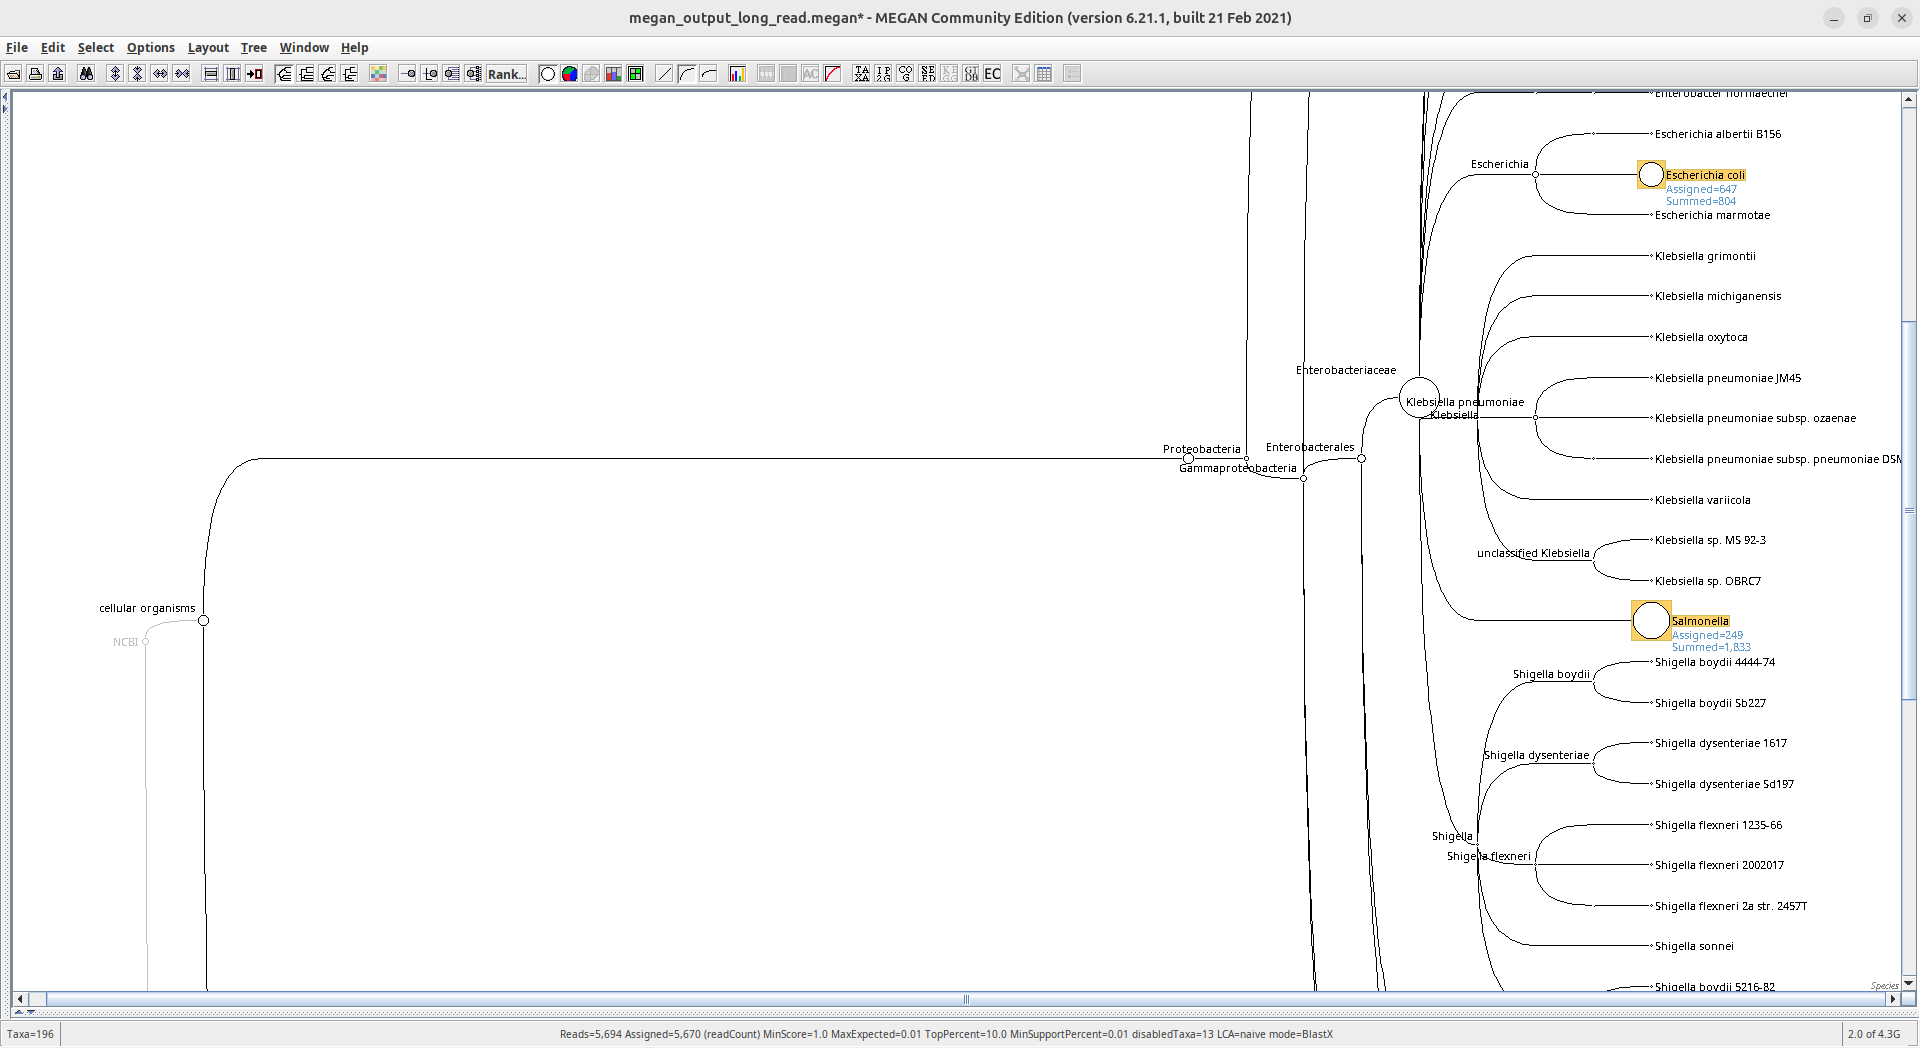 megan_output_long_read.megan* - MEGAN Community Edition (version 6.21.1, built 21 Feb 2021)
File Edit Select Options Layout Tree Window Help
Rank...
EC
Enterobacter hormaechei
Escherichia albertii B156
Escherichia
Escherichia coli
Assigned=647
Summed=804
Escherichia marmotae
Klebsiella grimontii
Klebsiella michiganensis
Klebsiella oxytoca
Enterobacteriaceae
Klebsiella pneumoniae JM45
Klebsiella pneumoniae
Klebsiella
Klebsiella pneumoniae subsp. ozaenae
Proteobacteria
Enterobacterales
Gammaproteobacteria
Klebsiella pneumoniae subsp. pneumoniae DSM
Klebsiella variicola
Klebsiella sp. MS 92-3
unclassified Klebsiella
Klebsiella sp. OBRC7
cellular organisms
NCBI
Salmonella
Assigned=249
Summed=1,833
Shigella boydii 4444-74
Shigella boydii
Shigella boydii Sb227
Shigella dysenteriae 1617
Shigella dysenteriae
Shigella dysenteriae Sd197
Shigella flexneri 1235-66
Shigella
Shigella flexneri
Shigella flexneri 2002017
Shigella flexneri 2a str. 2457T
Shigella sonnei
Shigella boydii 5216-82
Species
Taxa=196
Reads=5,694 Assigned=5,670 (readCount) MinScore=1.0 MaxExpected=0.01 TopPercent=10.0 MinSupportPercent=0.01 disabledTaxa=13 LCA=naive mode=BlastX
2.0 of 4.3G